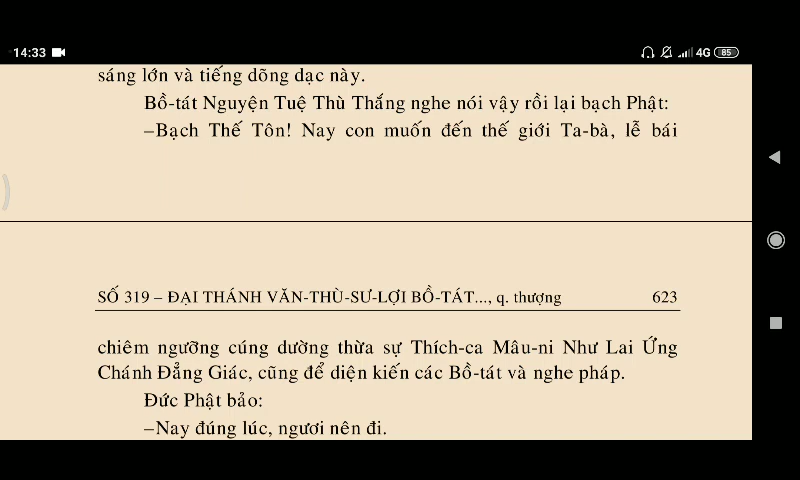 14:33 4G 85
sáng lớn và tiếng dõng dạc này.
Bồ-tát Nguyện Tuệ Thù Thắng nghe nói vậy rồi lại bạch Phật:
–Bạch Thế Tôn! Nay con muốn đến thế giới Ta-bà, lễ bái
SỐ 319 – ĐẠI THÁNH VĂN-THÙ-SƯ-LỢI BỒ-TÁT..., q. thượng 623
chiêm ngưỡng cúng dường thừa sự Thích-ca Mâu-ni Như Lai Ứng
Chánh Đẳng Giác, cũng để diện kiến các Bồ-tát và nghe pháp.
Đức Phật bảo:
–Nay đúng lúc, ngươi nên đi.